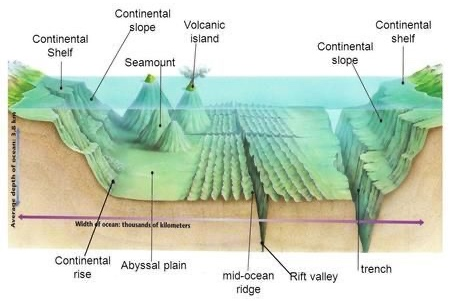 Continental
slope
Volcanic
island
Continental
shelf
Continental
Shelf
Seamount
Continental
slope
Average depth of ocean: 3.8 km
Width of ocean: thousands of kilometers
Continental
rise
Abyssal plain
mid-ocean
ridge
Rift valley
trench